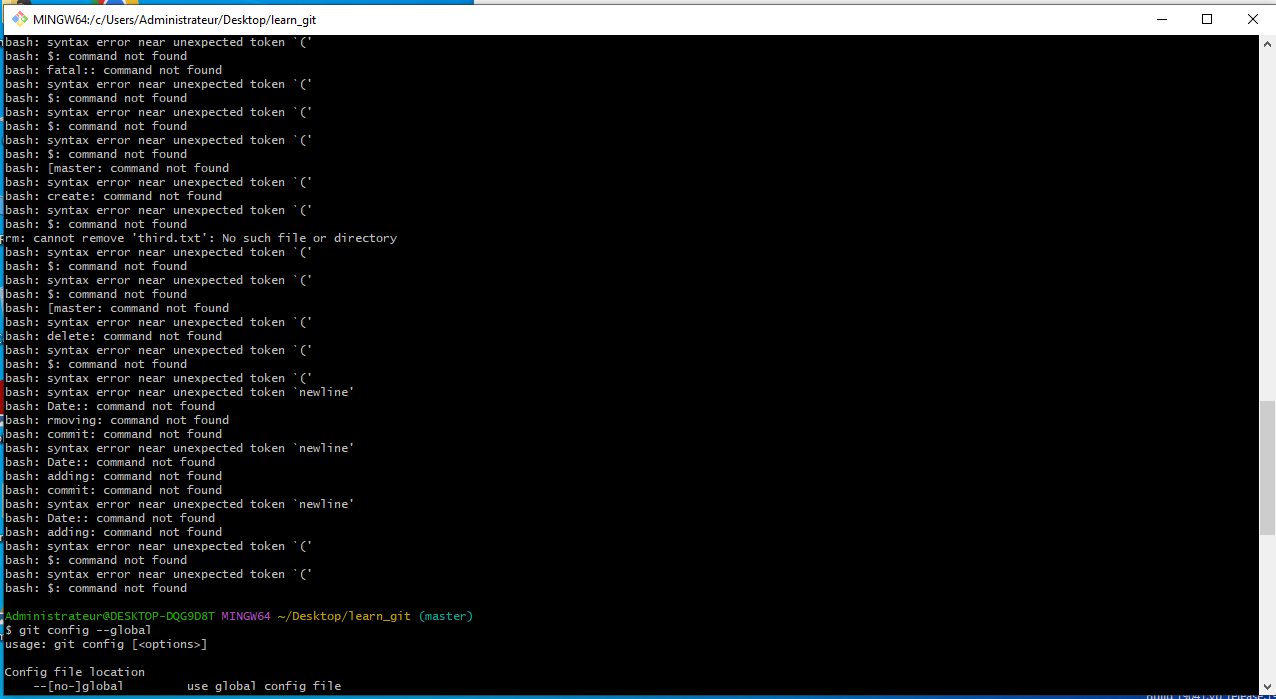 MINGW64:/c/Users/Administrateur/Desktop/learn_git
bash: syntax error near unexpected token `('
bash: $: command not found
bash: fatal:: command not found
bash: syntax error near unexpected token `('
bash: $: command not found
bash: syntax error near unexpected token `('
bash: $: command not found
bash: syntax error near unexpected token `('
bash: $: command not found
bash: [master: command not found
bash: syntax error near unexpected token `('
bash: create: command not found
bash: syntax error near unexpected token `('
bash: $: command not found
rm: cannot remove 'third.txt': No such file or directory
bash: syntax error near unexpected token `('
bash: $: command not found
bash: syntax error near unexpected token `('
bash: $: command not found
bash: [master: command not found
bash: syntax error near unexpected token `('
bash: delete: command not found
bash: syntax error near unexpected token `('
bash: $: command not found
bash: syntax error near unexpected token `('
bash: syntax error near unexpected token `newline'
bash: Date:: command not found
bash: rmoving: command not found
bash: commit: command not found
bash: syntax error near unexpected token `newline'
bash: Date:: command not found
bash: adding: command not found
bash: commit: command not found
bash: syntax error near unexpected token `newline'
bash: Date:: command not found
bash: adding: command not found
bash: syntax error near unexpected token `('
bash: $: command not found
bash: syntax error near unexpected token `('
bash: $: command not found
Administrateur@DESKTOP-DQG9D8T MINGW64 ~/Desktop/learn_git (master)
$ git config --global
usage: git config [<options>]
Config file location
--[no-]global use global config file